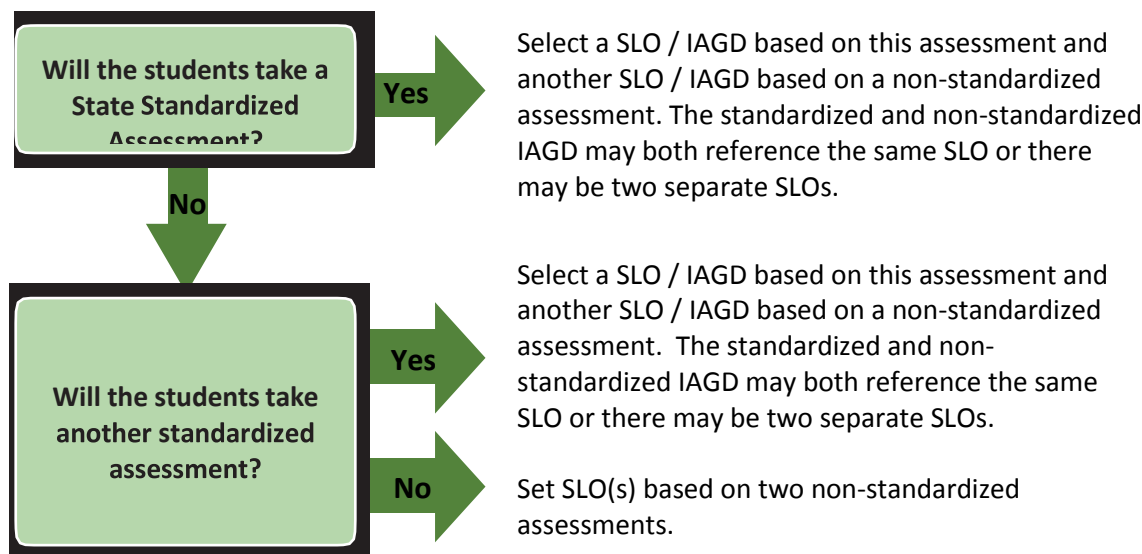 Will the students take a
State Standardized
Assessment?
Yes
Select a SLO / IAGD based on this assessment and
another SLO / IAGD based on a non-standardized
assessment. The standardized and non-standardized
IAGD may both reference the same SLO or there
may be two separate SLOs.
No
Will the students take
another standardized
assessment?
Yes
Select a SLO / IAGD based on this assessment and
another SLO / IAGD based on a non-standardized
assessment.  The standardized and non-
standardized IAGD may both reference the same
SLO or there may be two separate SLOs.
No
Set SLO(s) based on two non-standardized
assessments.